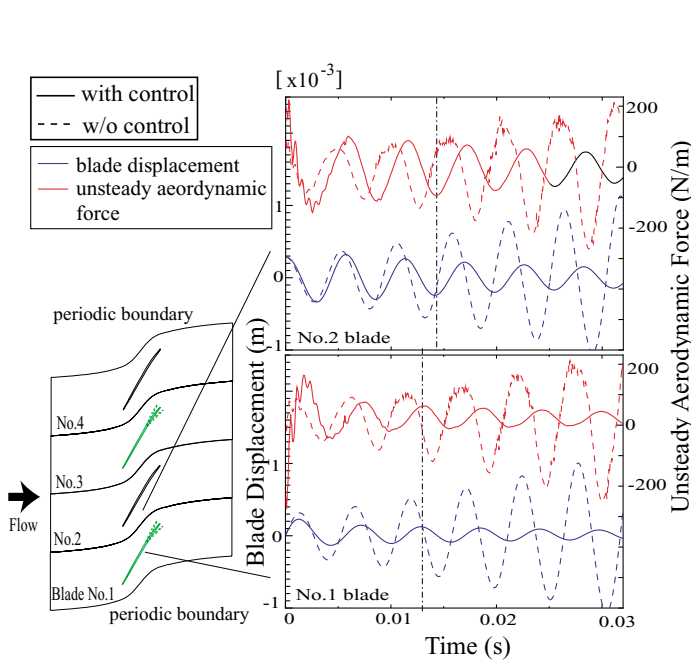 [ x10⁻³]
with control
w/o control
blade displacement
unsteady aeordynamic
force
200
0
-200
1
0
-1
No.2 blade
200
0
-200
1
0
-1
No.1 blade
0
0.01
0.02
0.03
Time (s)
Blade Displacement (m)
Unsteady Aerodynamic Force (N/m)
periodic boundary
No.4
No.3
Flow
No.2
Blade No.1
periodic boundary